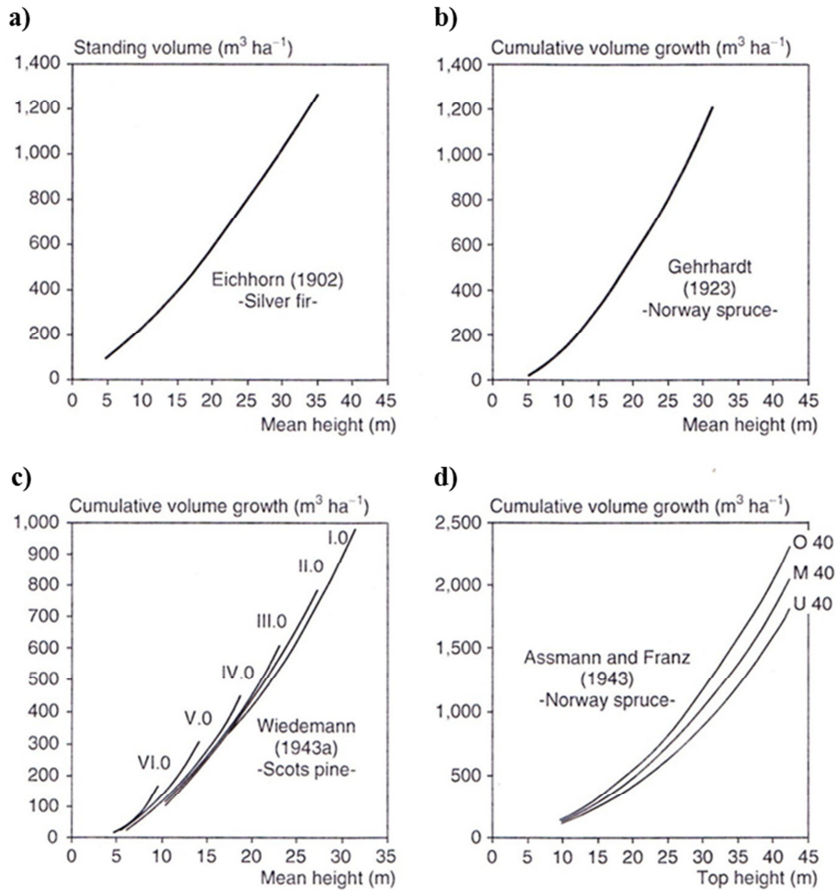 a)
Standing volume (m³ ha⁻¹)
1,400
1,200
1,000
800
600
400
200
0
Eichhorn (1902)
-Silver fir-
0 5 10 15 20 25 30 35 40 45
Mean height (m)
b)
Cumulative volume growth (m³ ha⁻¹)
1,400
1,200
1,000
800
600
400
200
0
Gehrhardt
(1923)
-Norway spruce-
0 5 10 15 20 25 30 35 40 45
Mean height (m)
c)
Cumulative volume growth (m³ ha⁻¹)
1,000
900
800
700
600
500
400
300
200
100
0
I.0
II.0
III.0
IV.0
V.0
VI.0
Wiedemann
(1943a)
-Scots pine-
0 5 10 15 20 25 30 35
Mean height (m)
d)
Cumulative volume growth (m³ ha⁻¹)
2,500
2,000
1,500
1,000
500
0
O 40
M 40
U 40
Assmann and Franz
(1943)
-Norway spruce-
0 5 10 15 20 25 30 35 40 45
Top height (m)